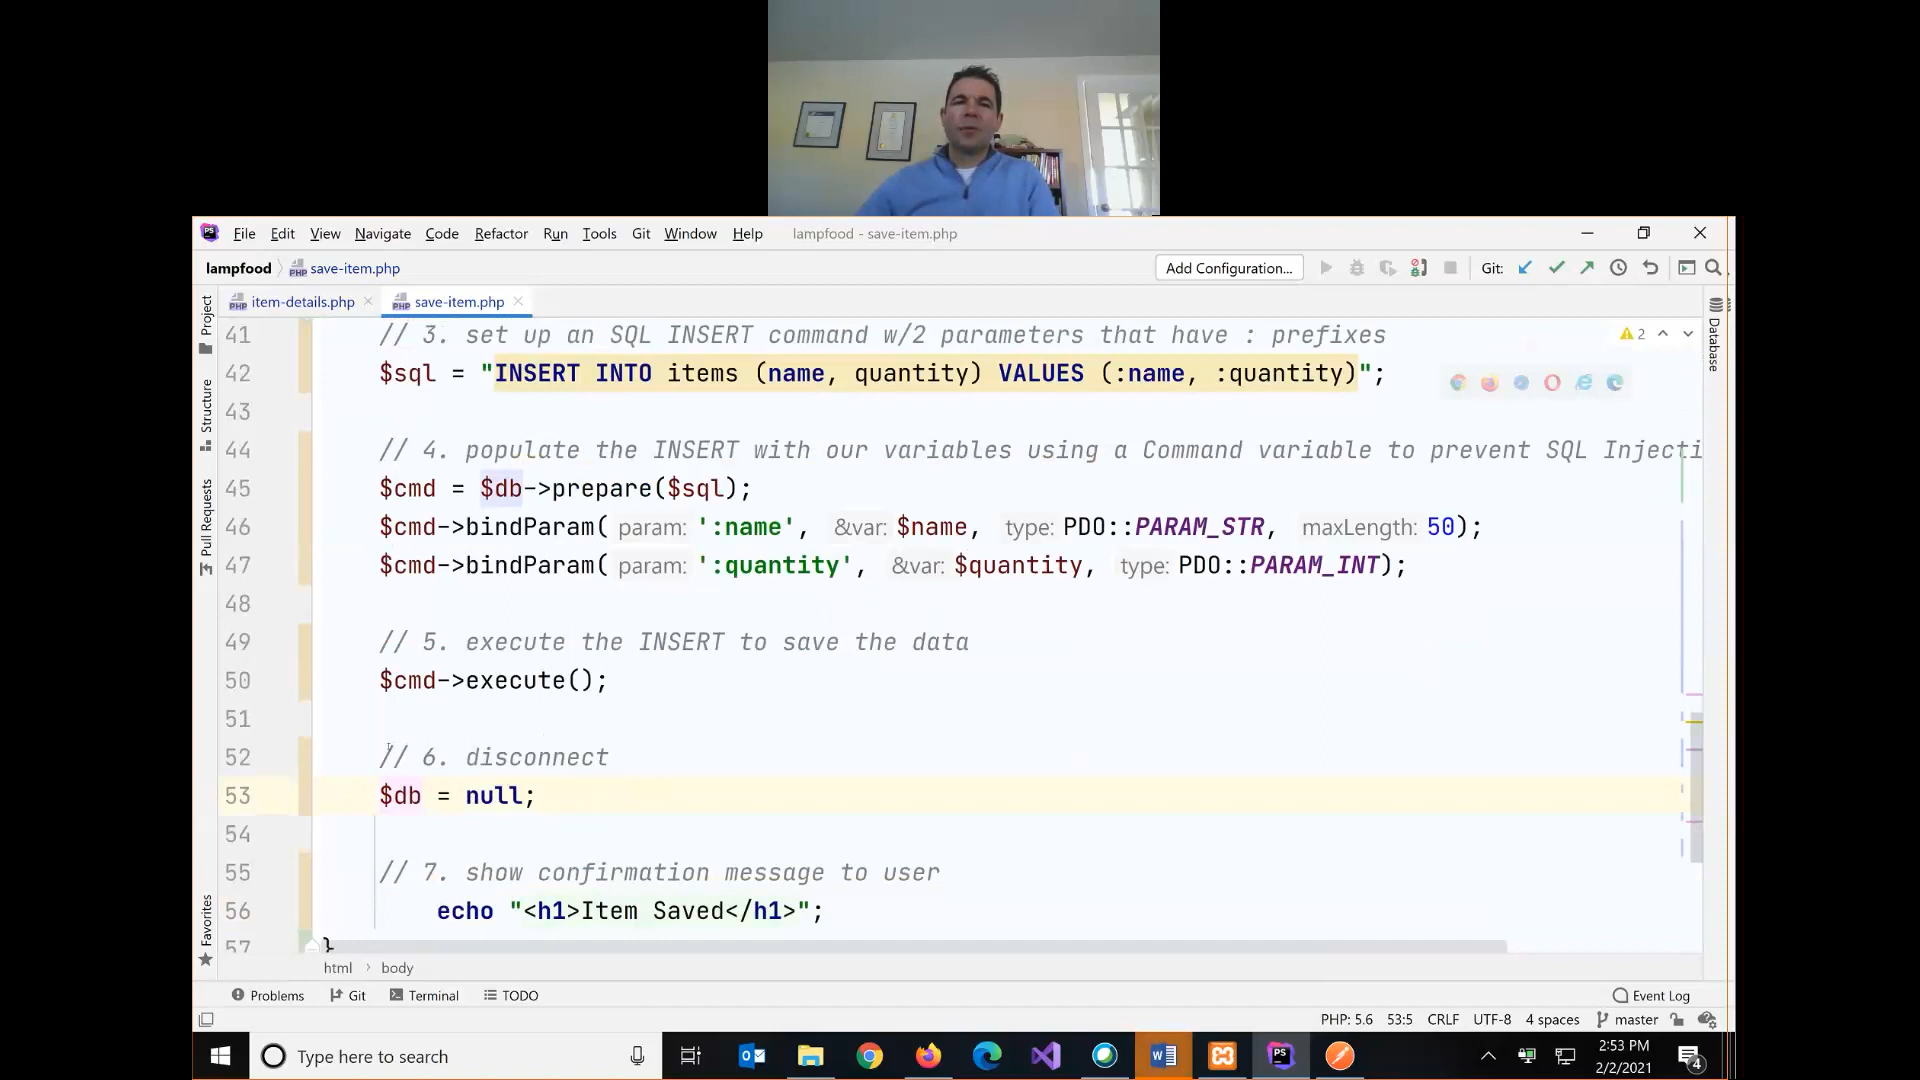 File Edit View Navigate Code Refactor Run Tools Git Window Help lampfood - save-item.php
lampfood save-item.php Add Configuration... Git:
item-details.php save-item.php
41 // 3. set up an SQL INSERT command w/2 parameters that have : prefixes
2
42 $sql = "INSERT INTO items (name, quantity) VALUES (:name, :quantity)";
43
44 // 4. populate the INSERT with our variables using a Command variable to prevent SQL Injecti
45 $cmd = $db->prepare($sql);
46 $cmd->bindParam( param: ':name', &var: $name, type: PDO::PARAM_STR, maxLength: 50);
47 $cmd->bindParam( param: ':quantity', &var: $quantity, type: PDO::PARAM_INT);
48
49 // 5. execute the INSERT to save the data
50 $cmd->execute();
51
52 // 6. disconnect
53 $db = null;
54
55 // 7. show confirmation message to user
56 echo "<h1>Item Saved</h1>";
57 }
html body
Project
Structure
Pull Requests
Favorites
Database
Problems Git Terminal TODO Event Log
PHP: 5.6 53:5 CRLF UTF-8 4 spaces master
Type here to search
2:53 PM
2/2/2021
4